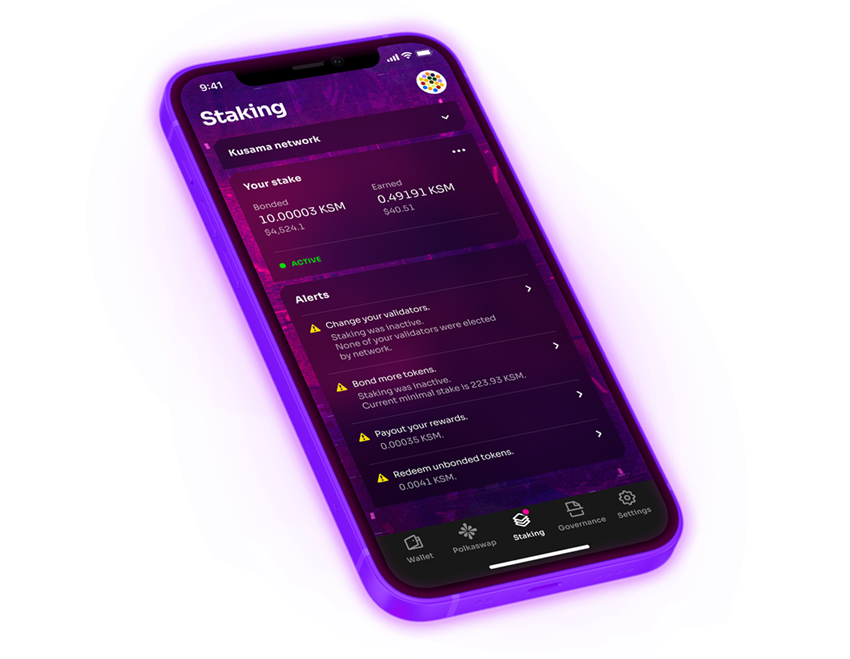 9:41
Staking
Kusama network
Your stake
Bonded
10.00003 KSM
$4,524.1
Earned
0.49191 KSM
$40.51
ACTIVE
Alerts
Change your validators.
Staking was inactive.
None of your validators were elected
by network.
Bond more tokens.
Staking was inactive.
Current minimal stake is 223.93 KSM.
Payout your rewards.
0.00035 KSM.
Redeem unbonded tokens.
0.0041 KSM.
Wallet
Polkaswap
Staking
Governance
Settings